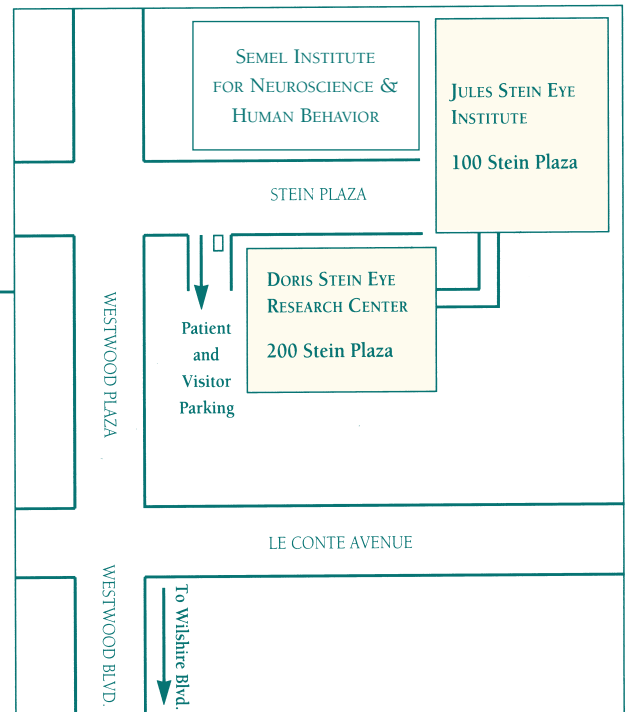 SEMEL INSTITUTE
FOR NEUROSCIENCE &
HUMAN BEHAVIOR
JULES STEIN EYE
INSTITUTE
100 Stein Plaza
STEIN PLAZA
DORIS STEIN EYE
RESEARCH CENTER
200 Stein Plaza
Patient
and
Visitor
Parking
WESTWOOD PLAZA
LE CONTE AVENUE
WESTWOOD BLVD.
To Wilshire Blvd.